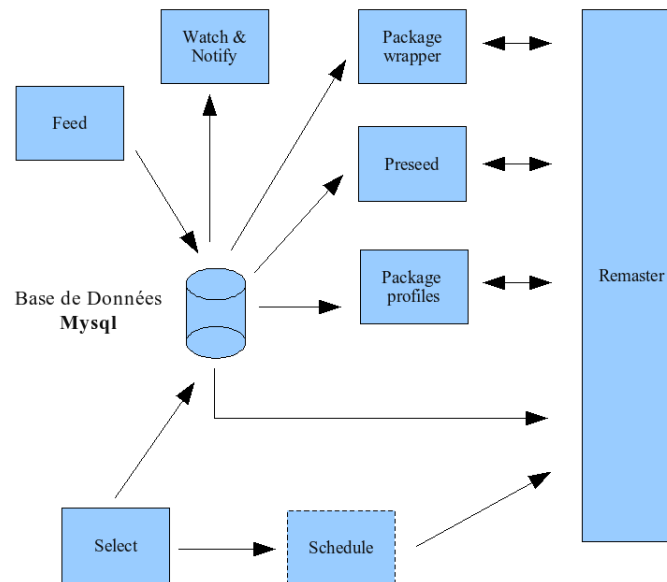 Watch &
Notify
Package
wrapper
Feed
Preseed
Package
profiles
Remaster
Base de Données
Mysql
Select
Schedule